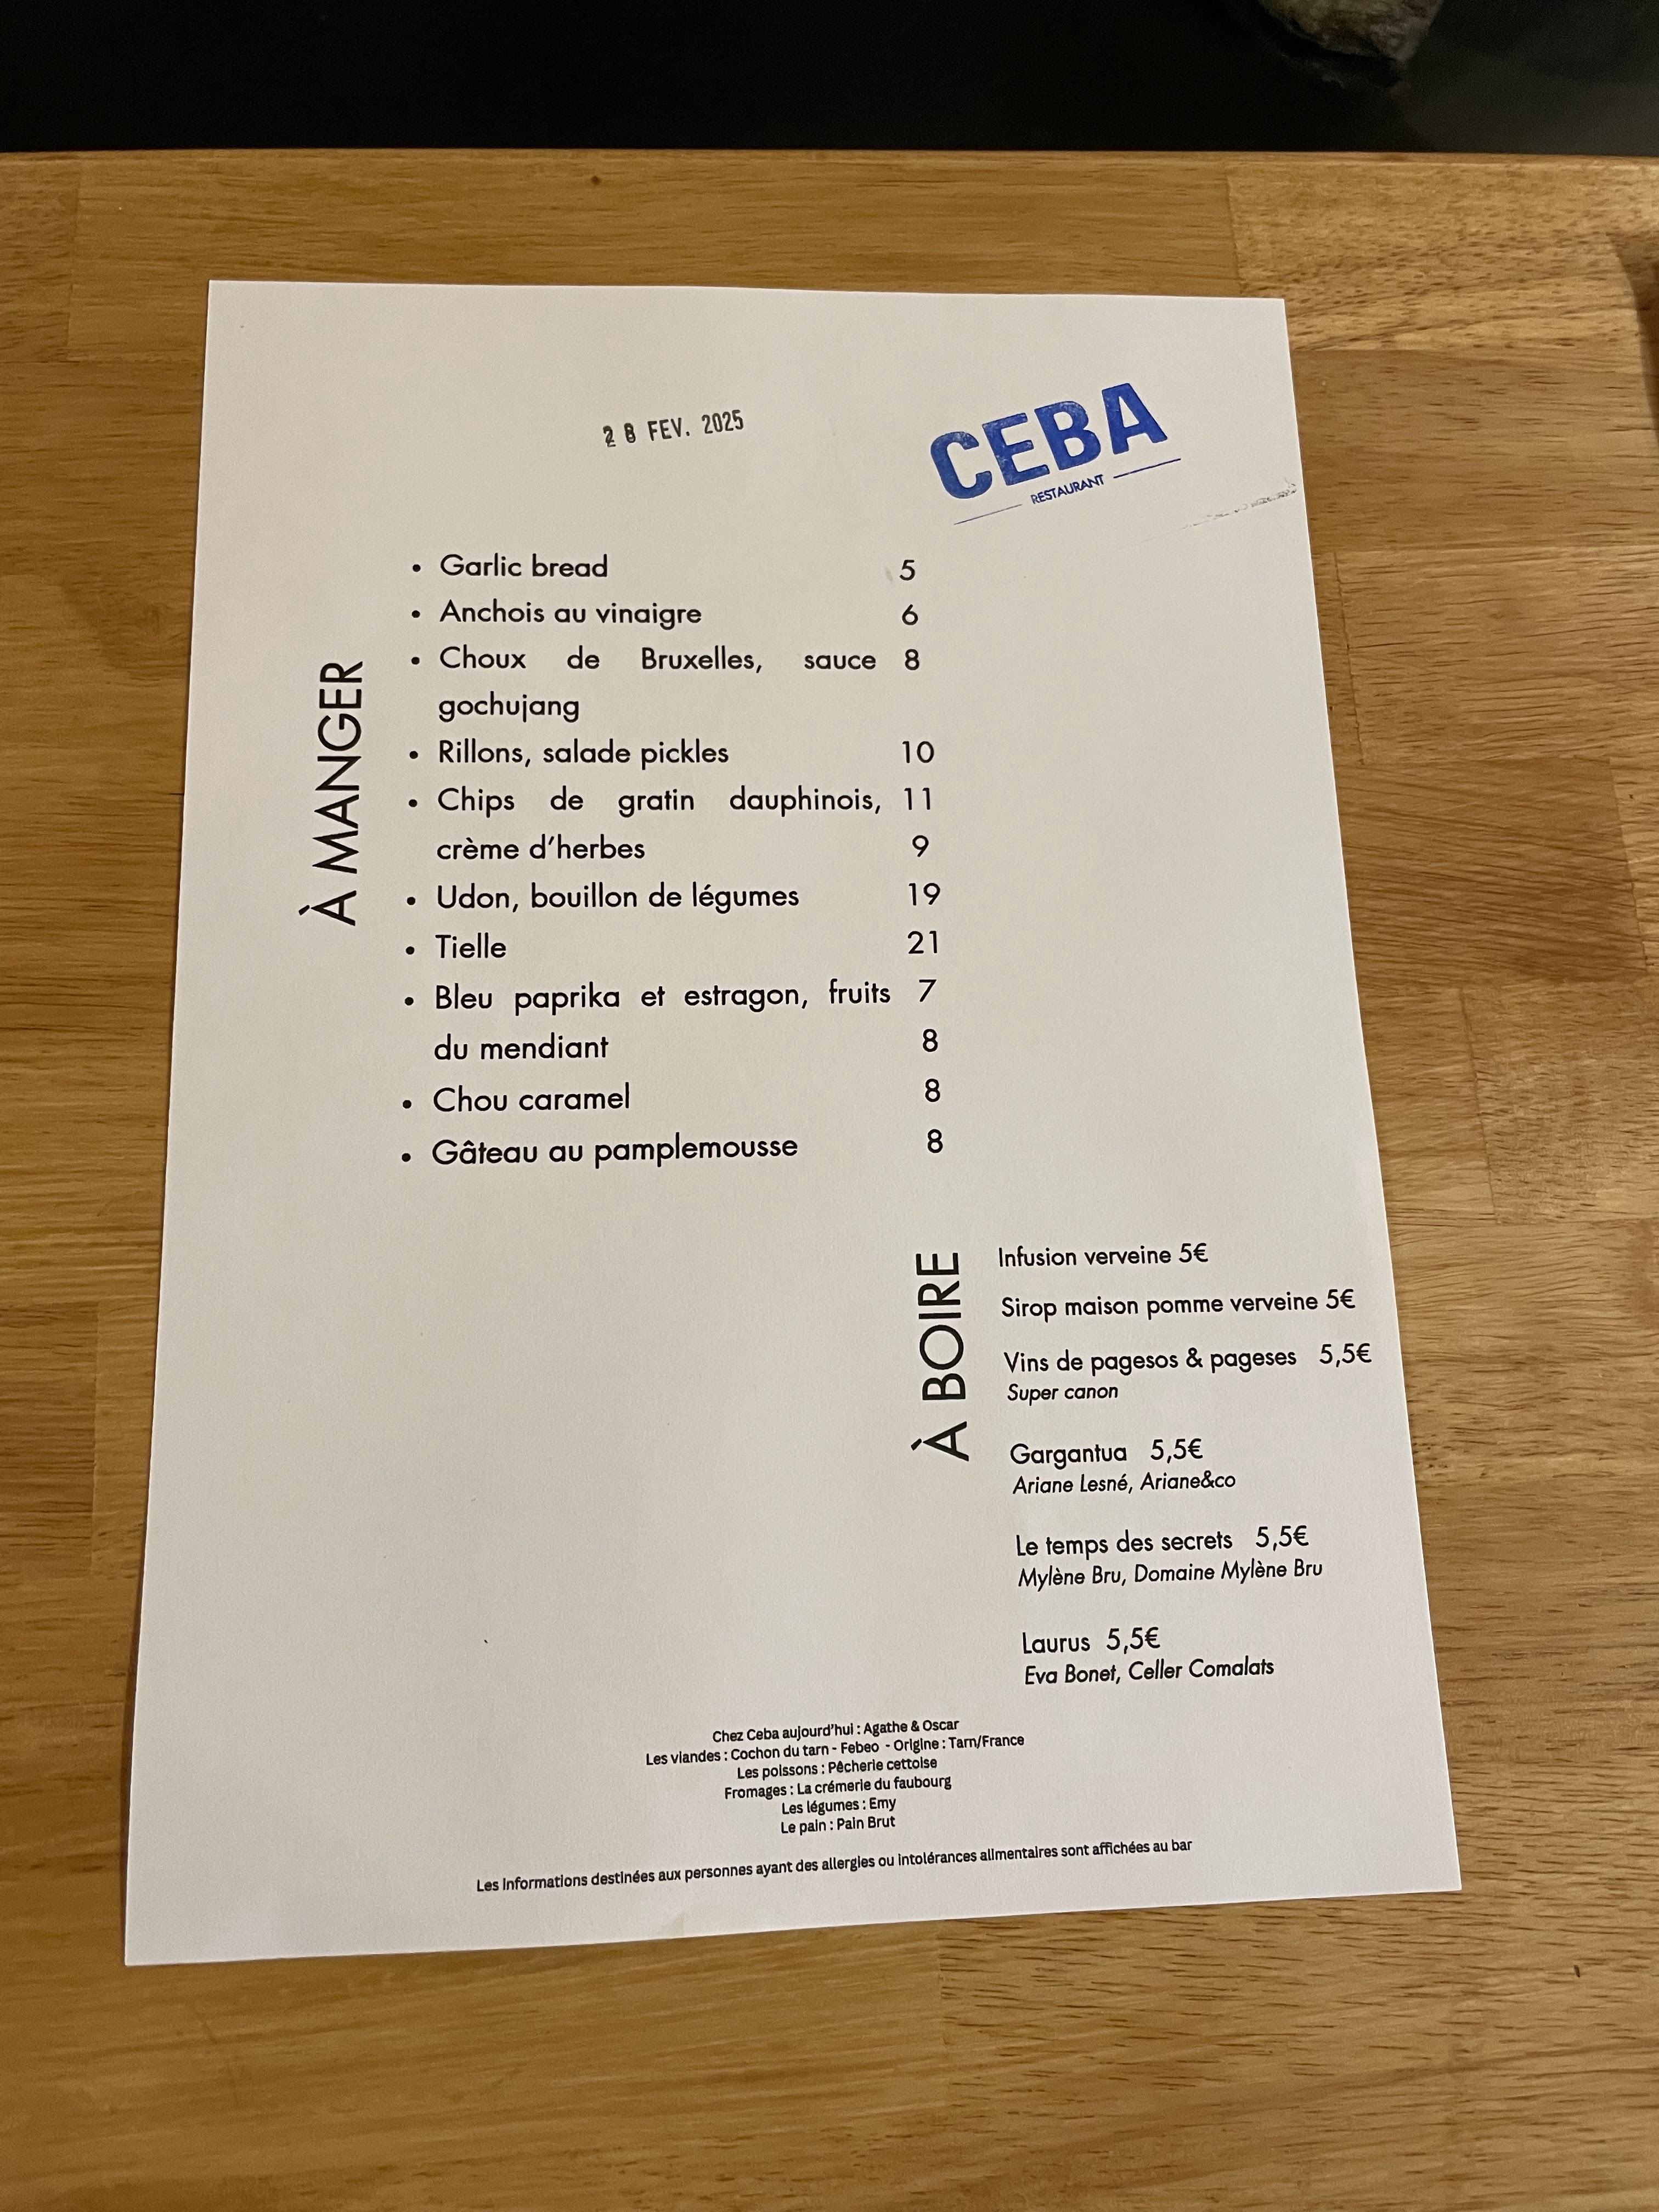 28 FEV. 2025
CEBA
RESTAURANT
À MANGER
• Garlic bread 5
• Anchois au vinaigre 6
• Choux de Bruxelles, sauce 8
gochujang
• Rillons, salade pickles 10
• Chips de gratin dauphinois, 11
crème d'herbes 9
• Udon, bouillon de légumes 19
• Tielle 21
• Bleu paprika et estragon, fruits 7
du mendiant 8
• Chou caramel 8
• Gâteau au pamplemousse 8
À BOIRE
Infusion verveine 5€
Sirop maison pomme verveine 5€
Vins de pagesos & pageses 5,5€
Super canon
Gargantua 5,5€
Ariane Lesné, Ariane&co
Le temps des secrets 5,5€
Mylène Bru, Domaine Mylène Bru
Laurus 5,5€
Eva Bonet, Celler Comalats
Chez Ceba aujourd'hui : Agathe & Oscar
Les viandes : Cochon du tarn - Febeo - Origine : Tarn/France
Les poissons : Pêcherie cettoise
Fromages : La crémerie du faubourg
Les légumes : Emy
Le pain : Pain Brut
Les informations destinées aux personnes ayant des allergies ou intolérances alimentaires sont affichées au bar